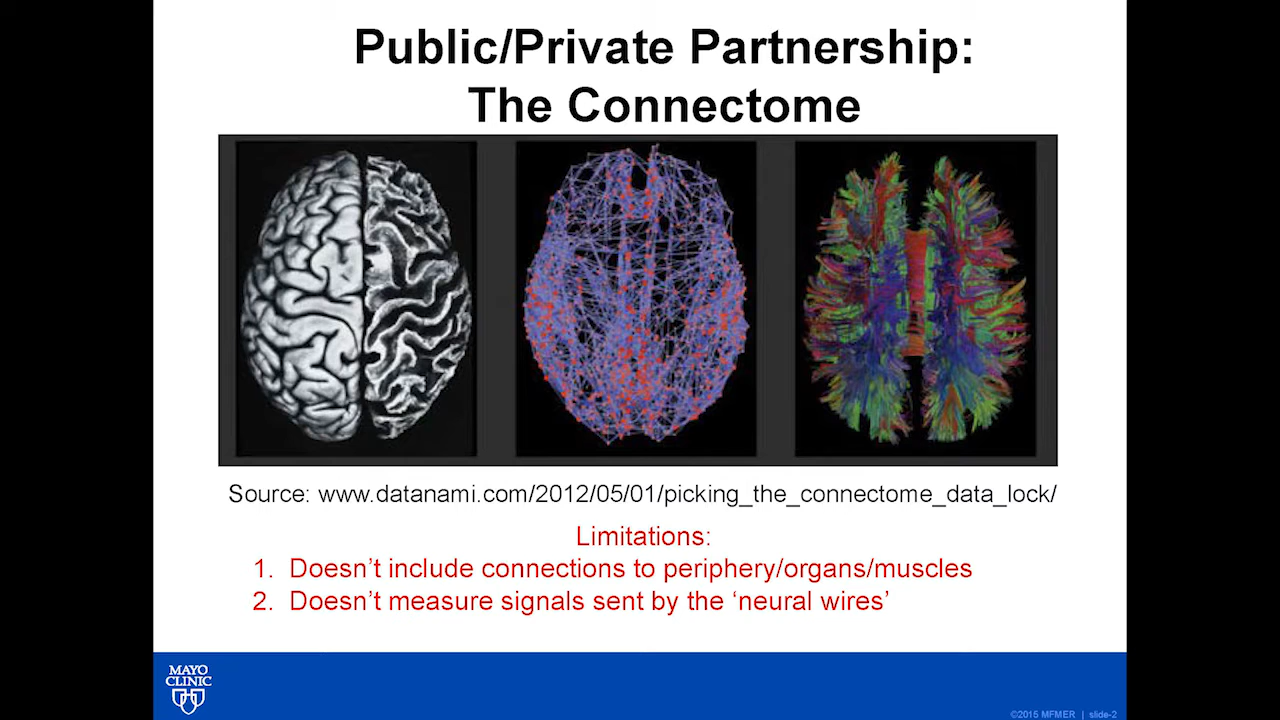 Public/Private Partnership:
The Connectome
Source: www.datanami.com/2012/05/01/picking_the_connectome_data_lock/
Limitations:
1. Doesn’t include connections to periphery/organs/muscles
2. Doesn’t measure signals sent by the ‘neural wires’
MAYO
CLINIC
©2015 MFMER | slide-2